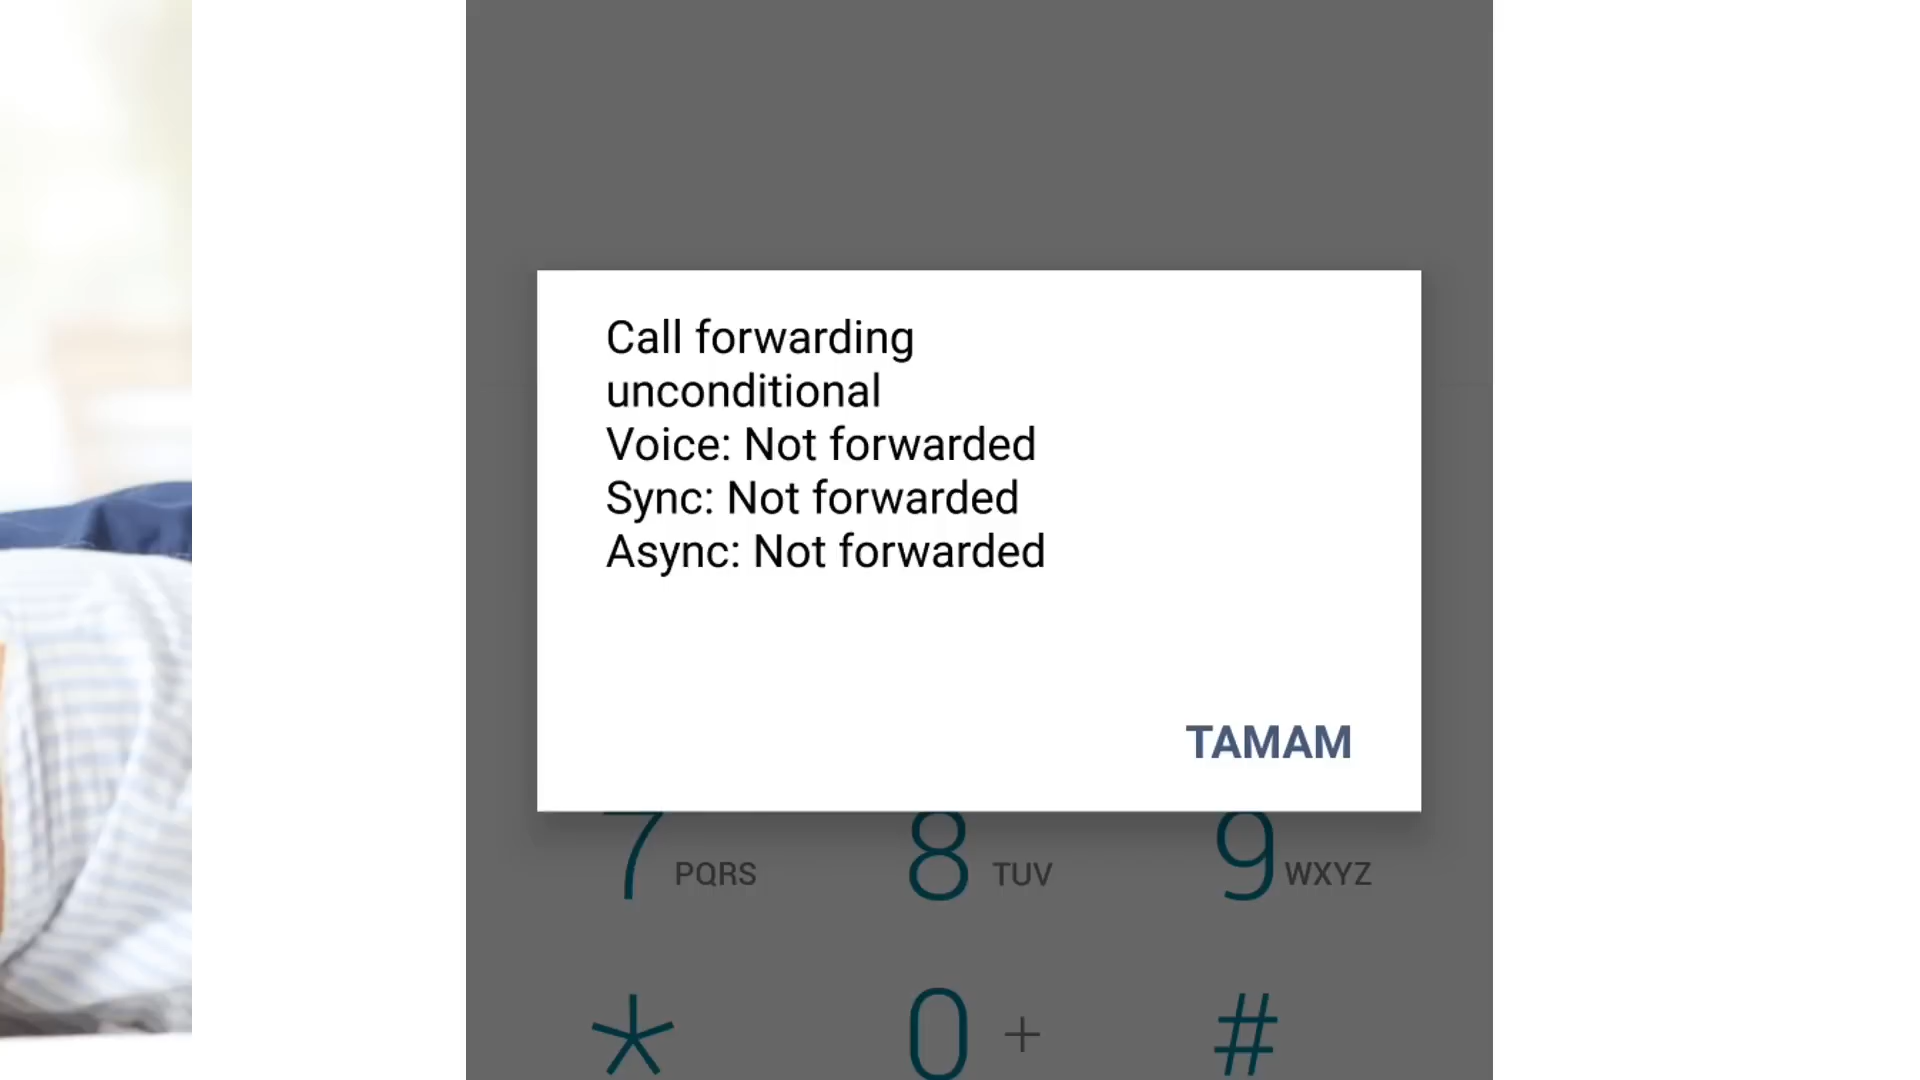 Call forwarding
unconditional
Voice: Not forwarded
Sync: Not forwarded
Async: Not forwarded
TAMAM
7 PQRS 8 TUV 9 WXYZ
* 0 + #